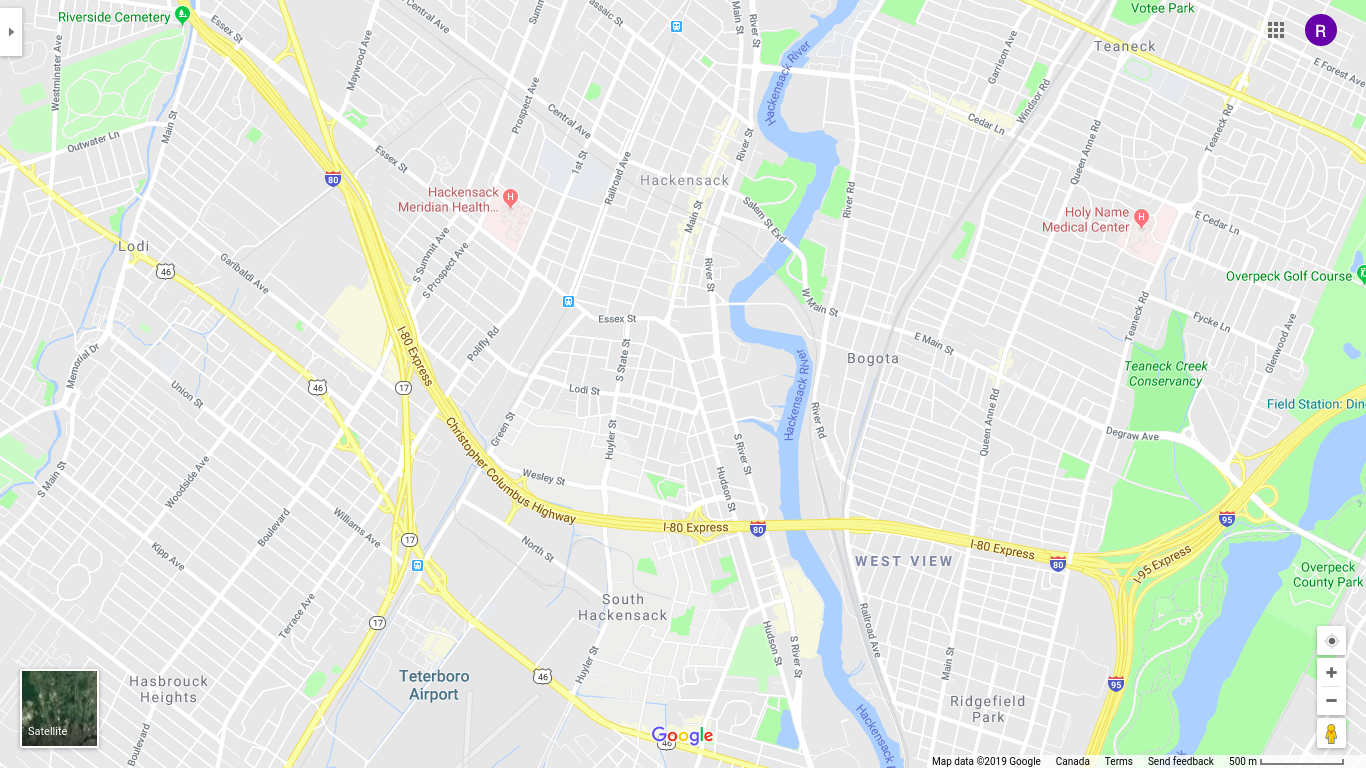 Riverside Cemetery
Essex St
Central Ave
Summit
assaic St
Main St
River St
Votee Park
R
Teaneck
Westminster Ave
Maywood Ave
Garrison Ave
E Forest Ave
Hackensack River
Prospect Ave
Windsor Rd
Main St
Central Ave
Cedar Ln
Teaneck Rd
Outwater Ln
River St
Queen Anne Rd
Essex St
1st St
Railroad Ave
80
Hackensack
Hackensack
Meridian Health...
River Rd
Main St
Salem St Exd
Holy Name
Medical Center
E Cedar Ln
Lodi
46
Garibaldi Ave
S Summit Ave
S Prospect Ave
River St
Overpeck Golf Course
W Main St
Teaneck Rd
Fycke Ln
Essex St
Polifly Rd
I-80 Express
E Main St
Glenwood Ave
Memorial Dr
S State St
Bogota
Teaneck Creek
Conservancy
Union St
46
17
Lodi St
Hackensack River
River Rd
Queen Anne Rd
Field Station: Din
Green St
Huyler St
S River St
Degraw Ave
Christopher Columbus Highway
S Main St
Woodside Ave
Wesley St
Hudson St
Boulevard
Williams Ave
I-80 Express
80
95
17
North St
I-80 Express
80
I-95 Express
Kipp Ave
WEST VIEW
Overpeck
County Park
Terrace Ave
17
South
Hackensack
Railroad Ave
Hudson St
S River St
Huyler St
Main St
Teterboro
Airport
46
95
Hasbrouck
Heights
Ridgefield
Park
Boulevard
Hackensack R
Satellite
Google
46
Map data ©2019 Google Canada Terms Send feedback 500 m